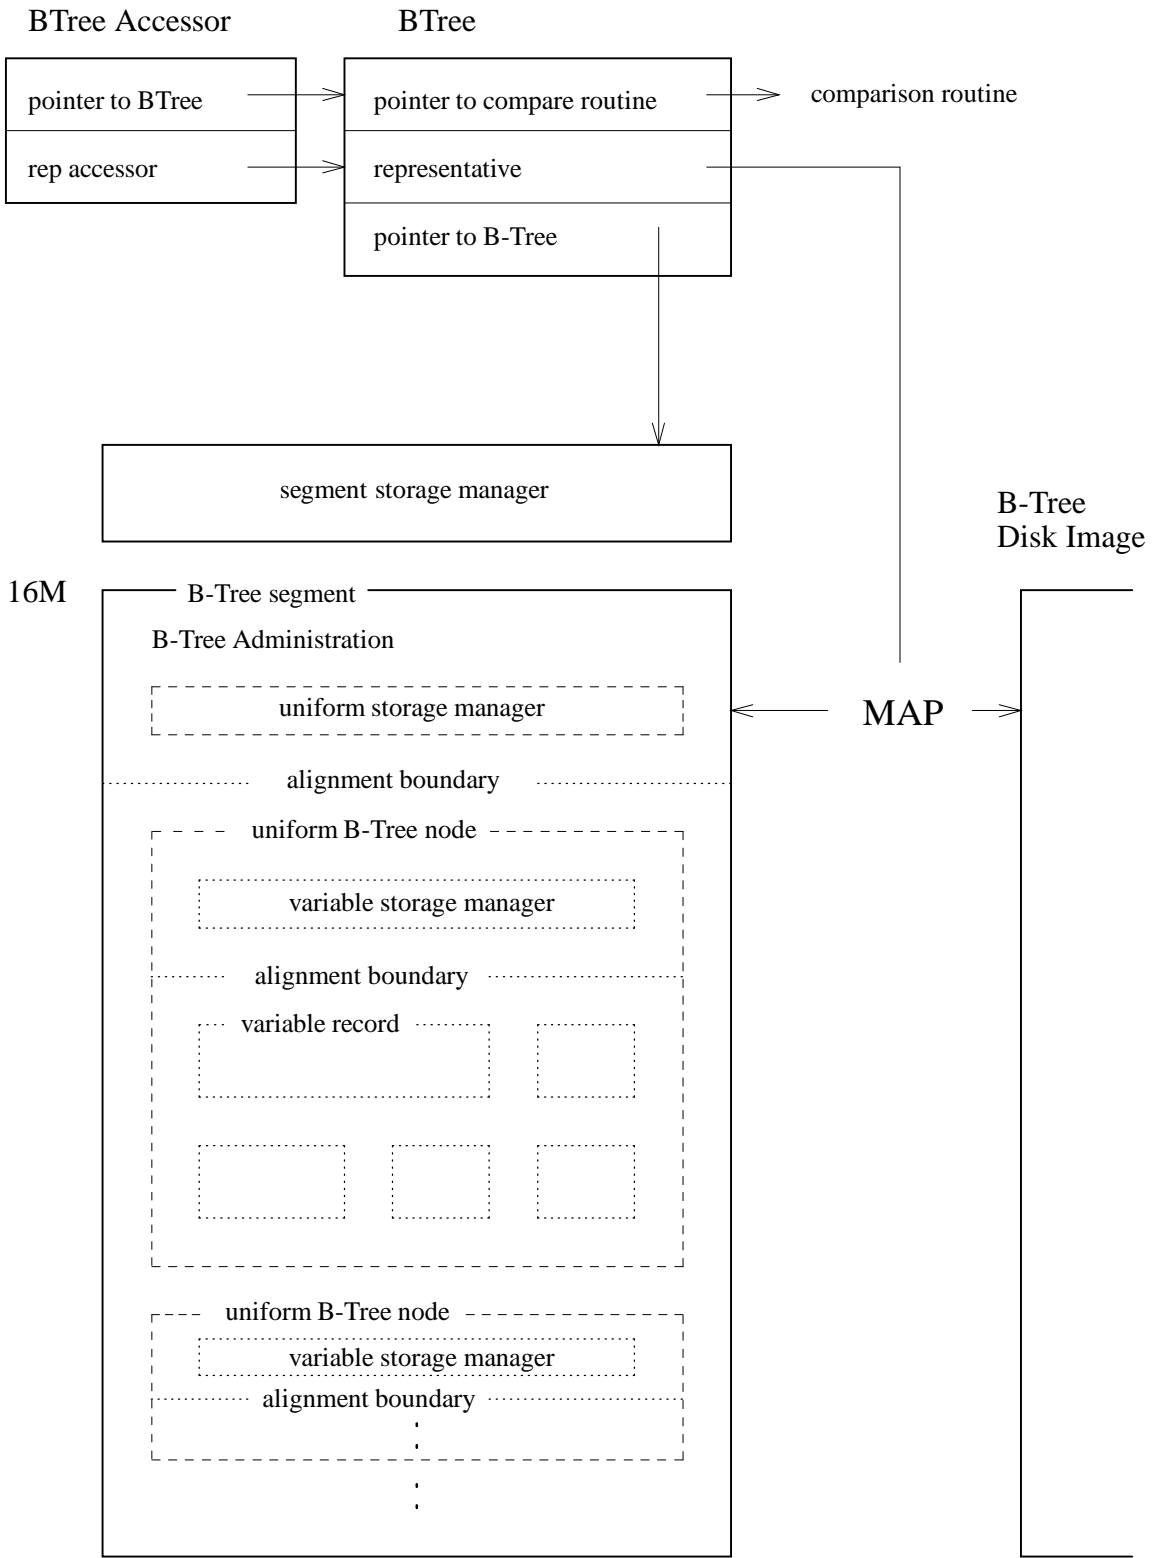 BTree Accessor
BTree
pointer to BTree
pointer to compare routine
comparison routine
rep accessor
representative
pointer to B-Tree
segment storage manager
B-Tree
Disk Image
16M
B-Tree segment
B-Tree Administration
uniform storage manager
MAP
alignment boundary
uniform B-Tree node
variable storage manager
alignment boundary
variable record
uniform B-Tree node
variable storage manager
alignment boundary